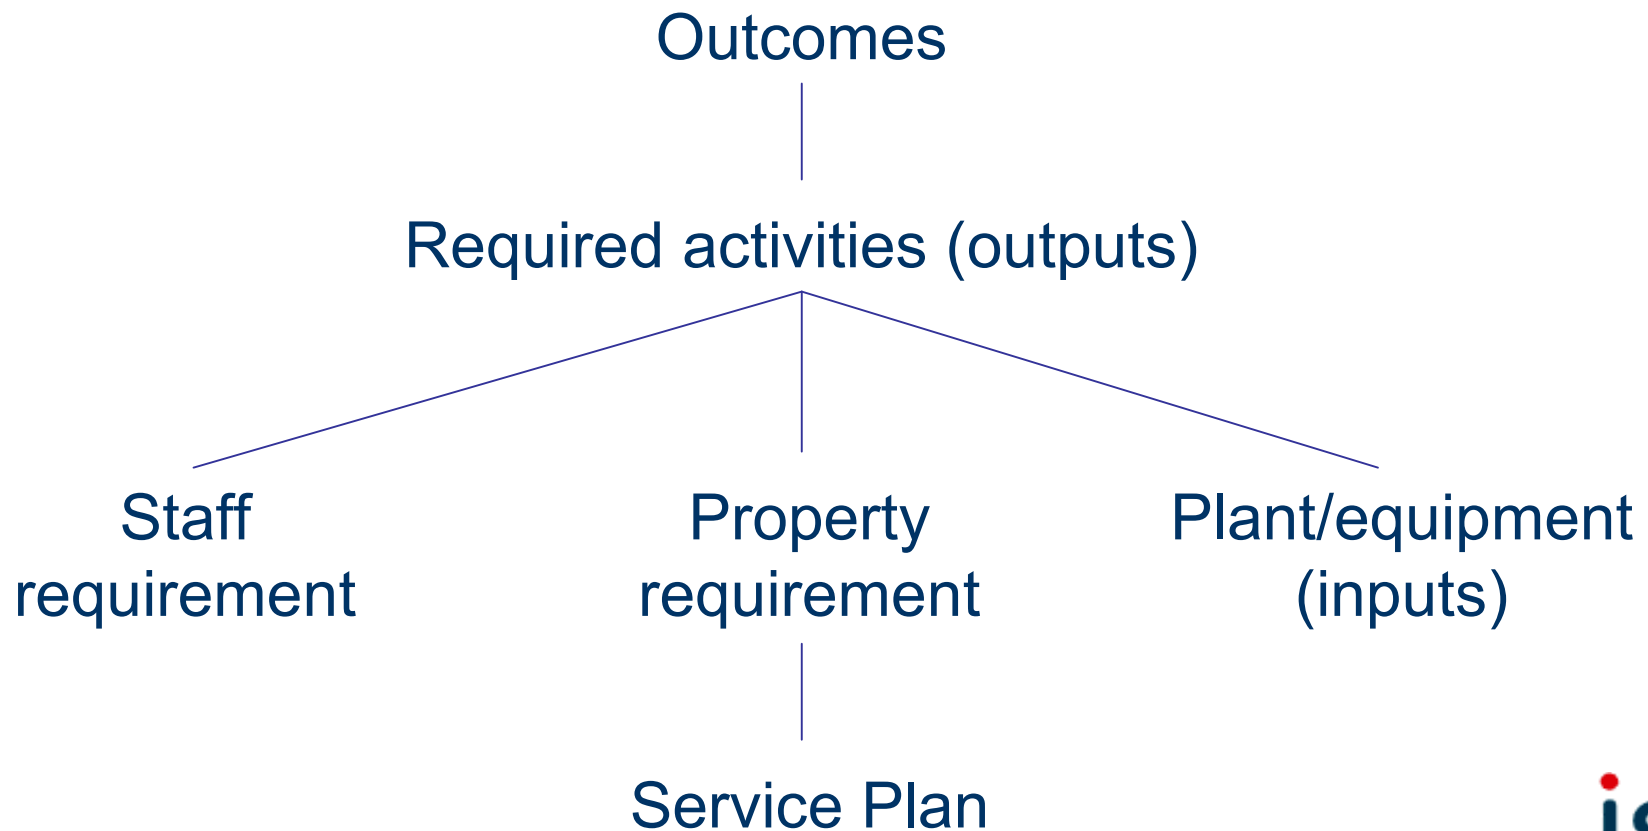 Outcomes
Required activities (outputs)
Staff
requirement
Property
requirement
Plant/equipment
(inputs)
Service Plan